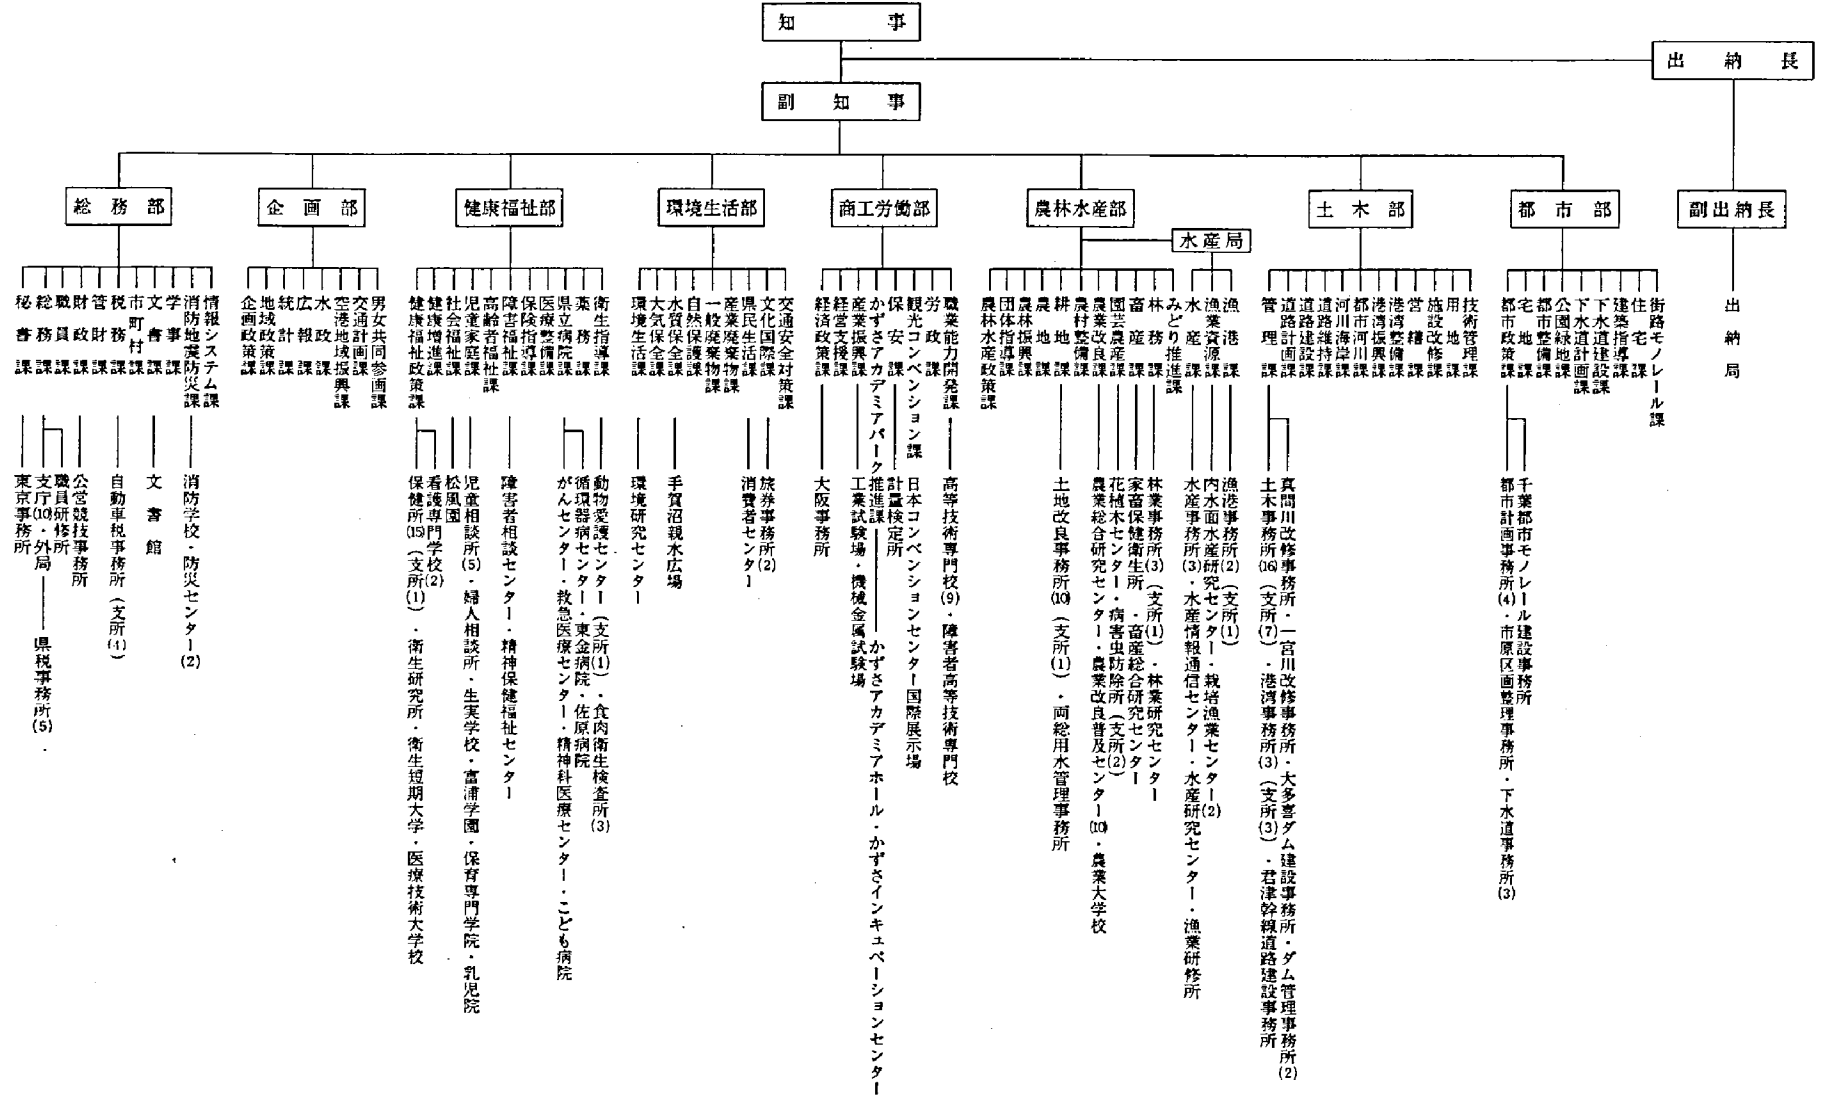 知事
出納長
副知事
総務部
企画部
健康福祉部
環境生活部
商工労働部
農林水産部
土木部
都市部
副出納長
水産局
秘書課
総務課
職員課
財政課
管財課
税務課
市町村課
文書課
学事課
消防地震防災課
情報システム課
企画政策課
地域政策課
統計課
広報課
水政課
空港地域振興課
交通計画課
男女共同参画課
健康福祉政策課
健康増進課
社会福祉課
児童家庭課
高齢者福祉課
障害福祉課
保険指導課
医療整備課
県立病院課
薬務課
衛生指導課
環境生活課
大気保全課
水質保全課
自然保護課
一般廃棄物課
産業廃棄物課
県民生活課
文化国際課
交通安全対策課
経済政策課
経営支援課
産業振興課
かずさアカデミアパーク推進課
保安課
観光コンベンション課
労政課
職業能力開発課
農林水産政策課
団体指導課
農林振興課
農地課
耕地課
農村整備課
農業改良課
園芸農産課
畜産課
林務課
みどり推進課
水産課
漁業資源課
漁港課
管理課
道路計画課
道路建設課
道路維持課
河川海岸課
都市河川課
港湾振興課
港湾整備課
営繕課
施設改修課
用地課
技術管理課
都市政策課
宅地課
都市整備課
公園緑地課
下水道計画課
下水道建設課
建築指導課
住宅課
街路モノレール課
出納局
東京事務所
支庁(10)・外局
県税事務所(5)
職員研修所
公営競技事務所
自動車税事務所(支所(4))
文書館
消防学校・防災センター(2)
保健所(15)(支所(1))・衛生研究所・衛生短期大学・医療技術大学校
看護専門学校(2)
松風園
児童相談所(5)・婦人相談所・生実学校・富浦学園・保育専門学院・乳児院
障害者相談センター・精神保健福祉センター
がんセンター・救急医療センター・精神科医療センター・こども病院
循環器病センター・東金病院・佐原病院
動物愛護センター(支所(1))・食肉衛生検査所(3)
環境研究センター
手賀沼親水広場
消費者センター
旅券事務所(2)
大阪事務所
工業試験場・機械金属試験場
かずさアカデミアホール・かずさインキュベーションセンター
計量検定所
日本コンベンションセンター国際展示場
高等技術専門校(9)・障害者高等技術専門校
土地改良事務所(10)(支所(1))・両総用水管理事務所
農業総合研究センター・農業改良普及センター(10)・農業大学校
花植木センター・病害虫防除所(支所(2))
家畜保健衛生所・畜産総合研究センター
林業事務所(3)(支所(1))・林業研究センター
水産事務所(3)・水産情報通信センター・水産研究センター・漁業研修所
内水面水産研究センター・栽培漁業センター(2)
漁港事務所(2)(支所(1))
土木事務所(16)(支所(7))・港湾事務所(3)(支所(3))・君津幹線道路建設事務所
真間川改修事務所・一宮川改修事務所・大多喜ダム建設事務所・ダム管理事務所(2)
都市計画事務所(4)・市原区画整理事務所・下水道事務所(3)
千葉都市モノレール建設事務所